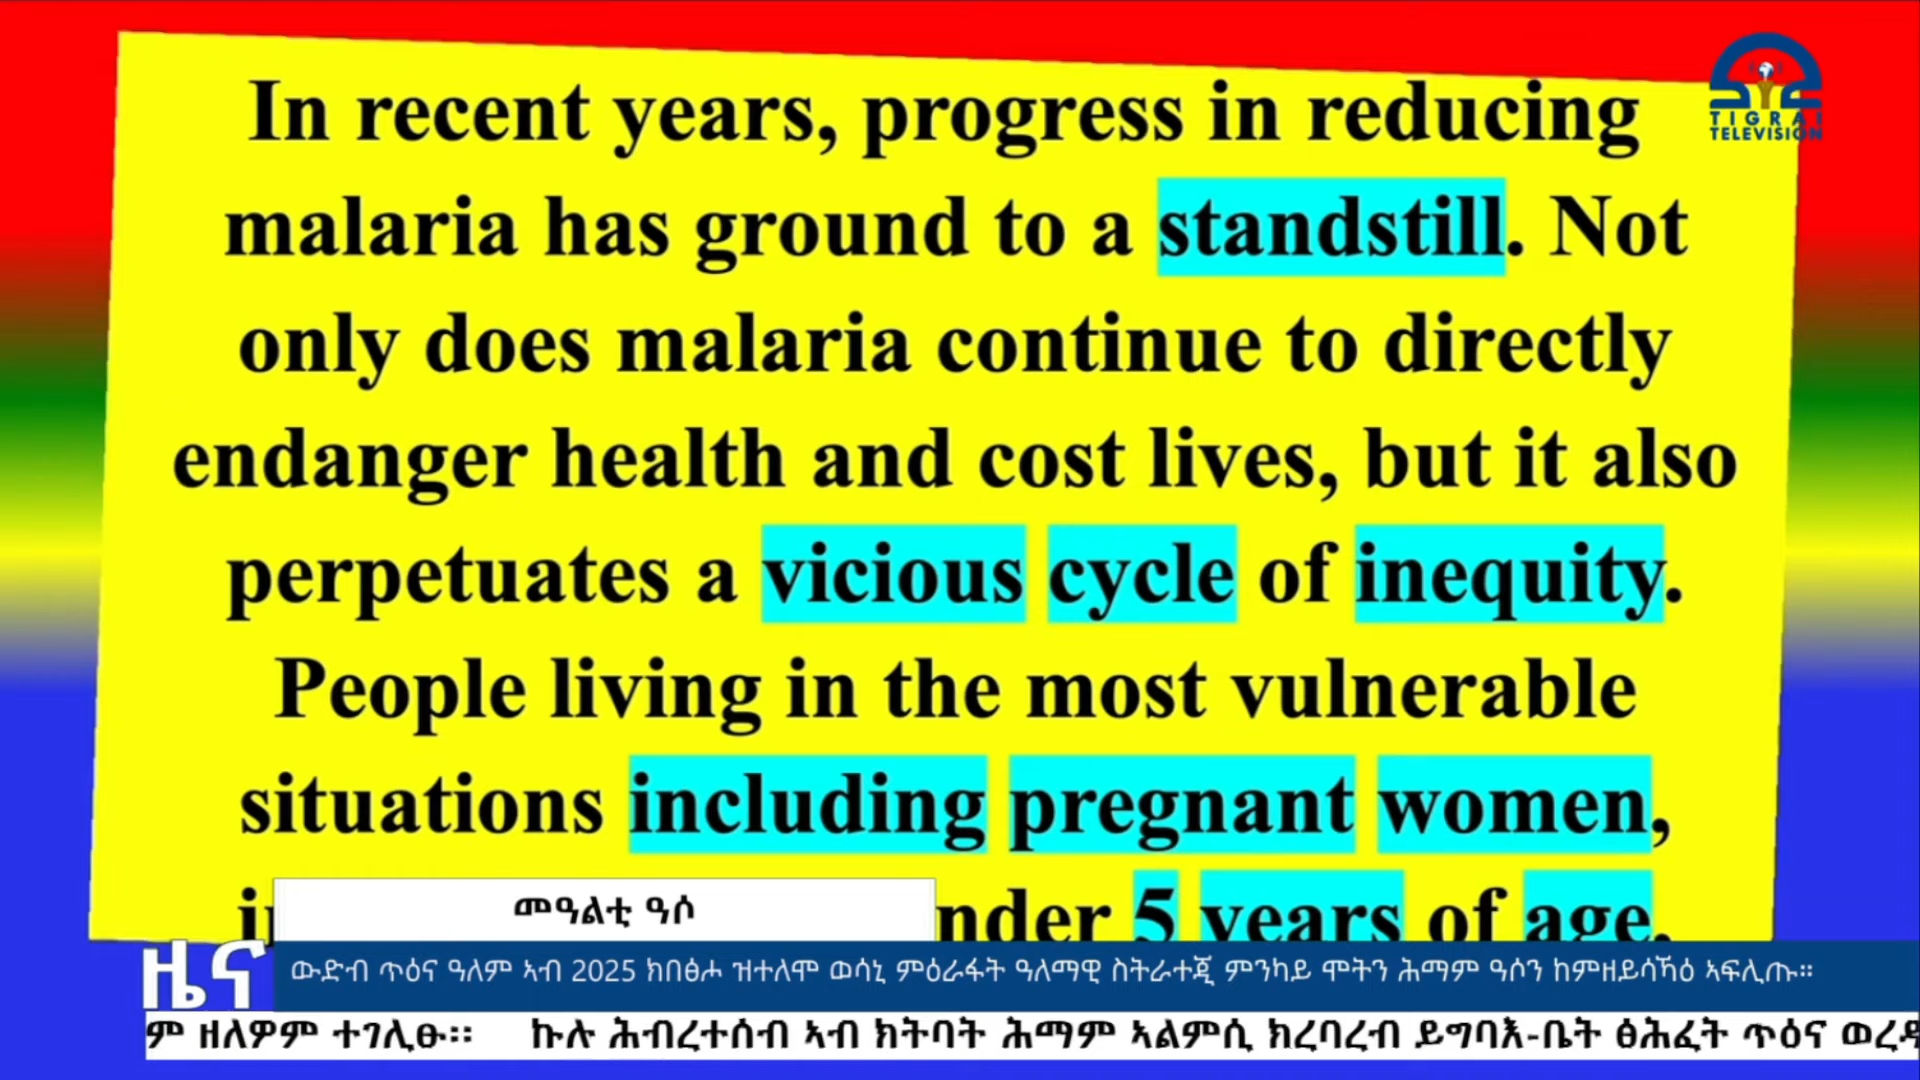 TIGRAI
TELEVISION
In recent years, progress in reducing
malaria has ground to a standstill. Not
only does malaria continue to directly
endanger health and cost lives, but it also
perpetuates a vicious cycle of inequity.
People living in the most vulnerable
situations including pregnant women,
5 years of age,
መዓልቲ ዓሶ
ዜና
ውድብ ጥዕና ዓለም ኣብ 2025 ክበፅሖ ዝተለሞ ወሳኒ ምዕራፋት ዓለማዊ ስትራተጂ ምንካይ ሞትን ሕማም ዓሶን ከምዘይሳኻዕ ኣፍሊጡ።
ም ዘለዎም ተገሊፁ፡፡ ኩሉ ሕብረተሰብ ኣብ ክትባት ሕማም ኣልምሲ ክረባረብ ይግባእ-ቤት ፅሕፈት ጥዕና